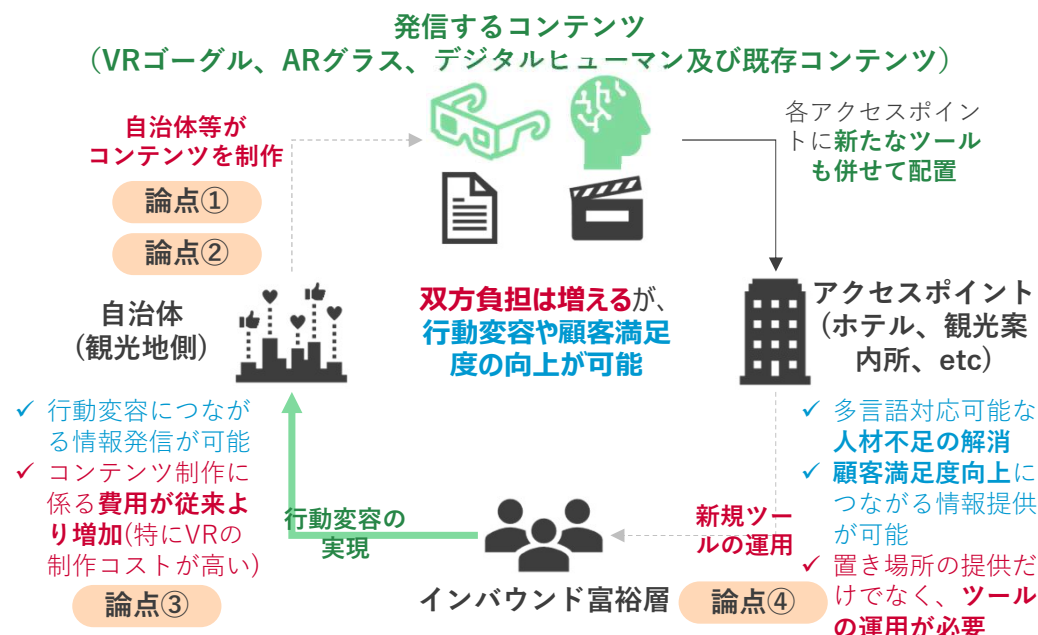 発信するコンテンツ
（VRゴーグル、ARグラス、デジタルヒューマン及び既存コンテンツ）
自治体等が
コンテンツを制作
論点①
論点②
各アクセスポイン
トに新たなツール
も併せて配置
自治体
(観光地側)
双方負担は増えるが、
行動変容や顧客満足
度の向上が可能
アクセスポイント
(ホテル、観光案
内所、etc)
✓ 行動変容につなが
る情報発信が可能
✓ コンテンツ制作に
係る費用が従来よ
り増加(特にVRの
制作コストが高い)
論点③
行動変容の
実現
インバウンド富裕層
新規ツー
ルの運用
論点④
✓ 多言語対応可能な
人材不足の解消
✓ 顧客満足度向上に
つながる情報提供
が可能
✓ 置き場所の提供だ
けでなく、ツール
の運用が必要